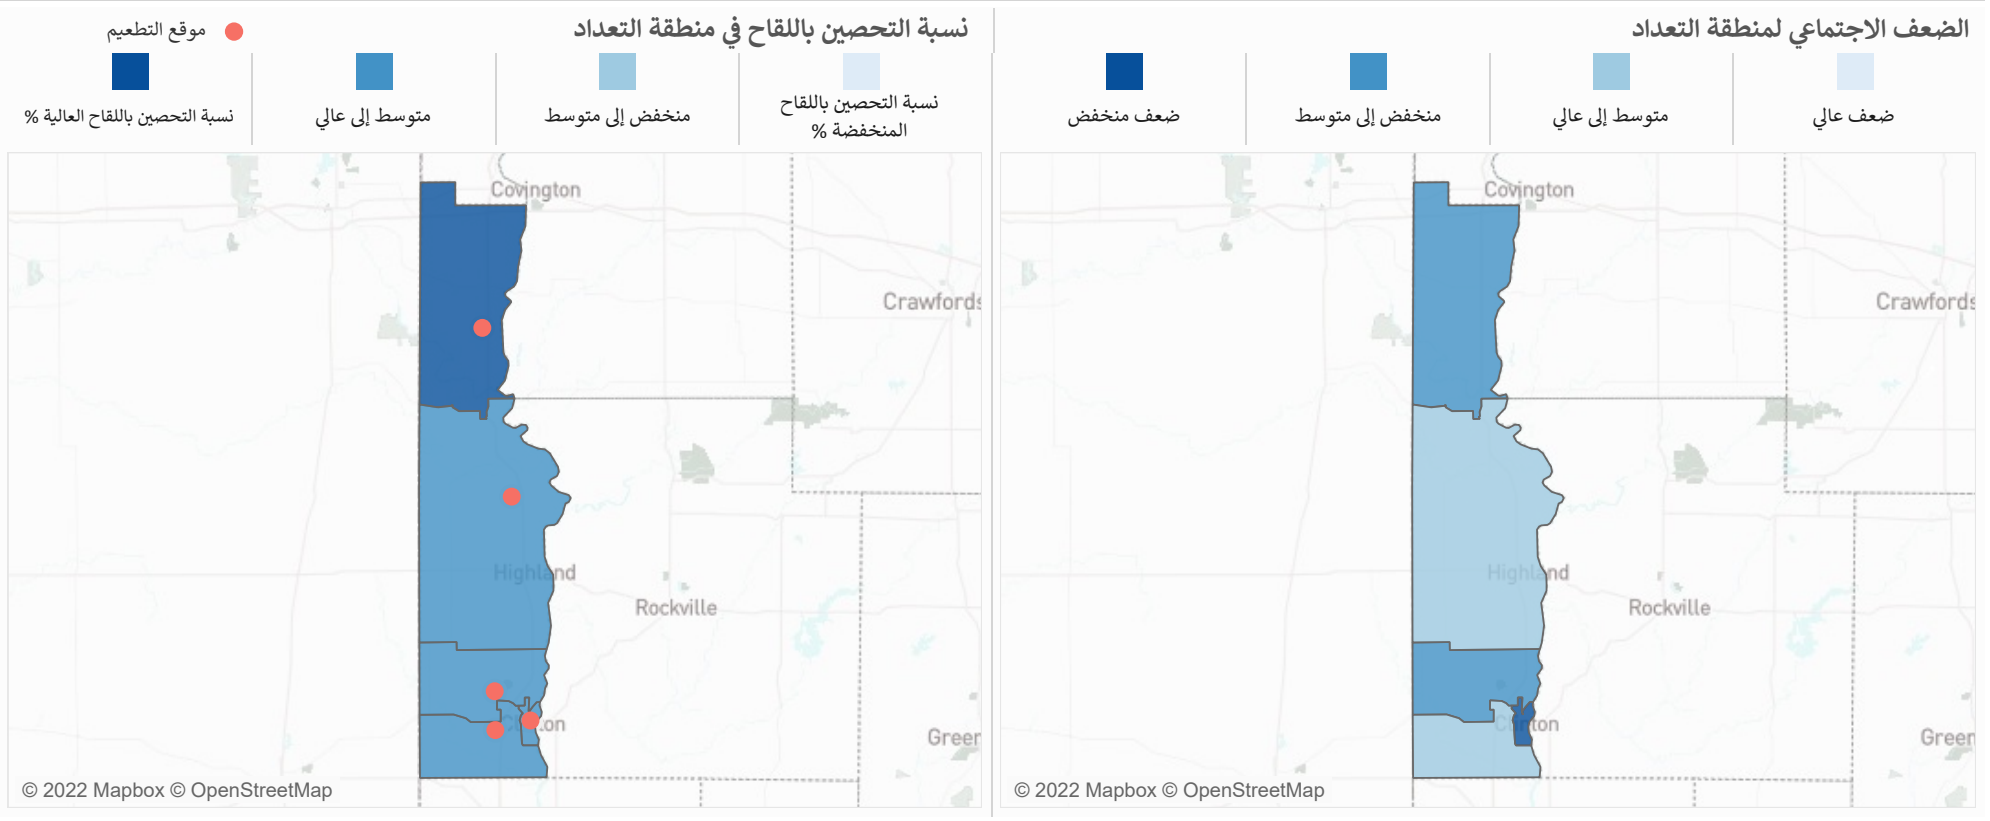 الضعف الاجتماعي لمنطقة التعداد
ضعف عالي
متوسط إلى عالي
منخفض إلى متوسط
ضعف منخفض
Covington
Crawfords
Highland
Rockville
Clinton
Green
© 2022 Mapbox © OpenStreetMap
نسبة التحصين باللقاح في منطقة التعداد
موقع التطعيم
نسبة التحصين باللقاح
المنخفضة %
منخفض إلى متوسط
متوسط إلى عالي
نسبة التحصين باللقاح العالية %
Covington
Crawfords
Highland
Rockville
Clinton
Green
© 2022 Mapbox © OpenStreetMap